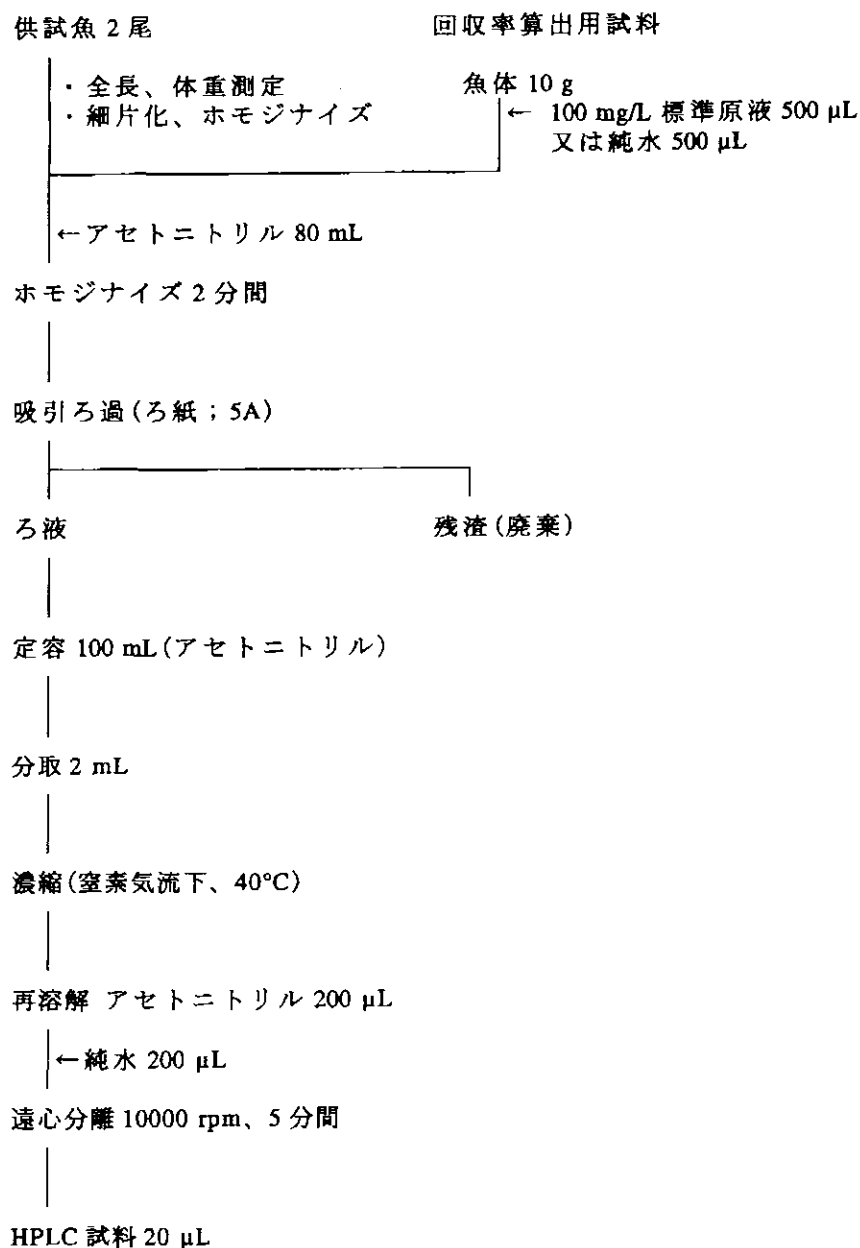 供試魚 2 尾
回収率算出用試料
・全長、体重測定
・細片化、ホモジナイズ
魚体 10 g
← 100 mg/L 標準原液 500 μL
又は純水 500 μL
←アセトニトリル 80 mL
ホモジナイズ 2 分間
吸引ろ過(ろ紙；5A)
ろ液
残渣(廃棄)
定容 100 mL(アセトニトリル)
分取 2 mL
濃縮(窒素気流下、40°C)
再溶解 アセトニトリル 200 μL
←純水 200 μL
遠心分離 10000 rpm、5 分間
HPLC 試料 20 μL